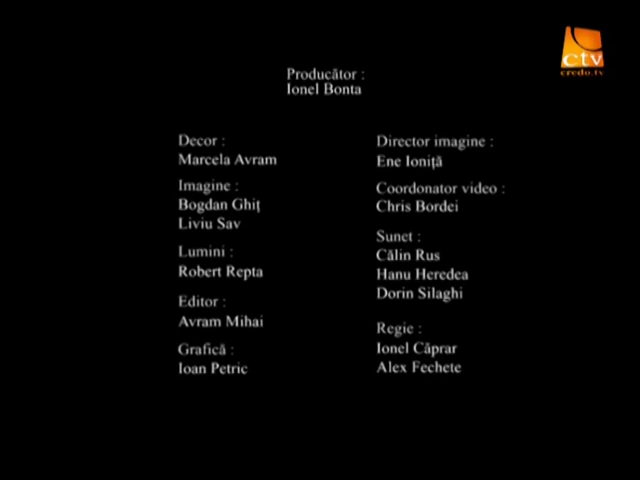 ctv
credo.tv
Producător :
Ionel Bonta
Decor :
Marcela Avram
Imagine :
Bogdan Ghiț
Liviu Sav
Lumini :
Robert Repta
Editor :
Avram Mihai
Grafică :
Ioan Petric
Director imagine :
Ene Ioniță
Coordonator video :
Chris Bordei
Sunet :
Călin Rus
Hanu Heredea
Dorin Silaghi
Regie :
Ionel Căprar
Alex Fechete